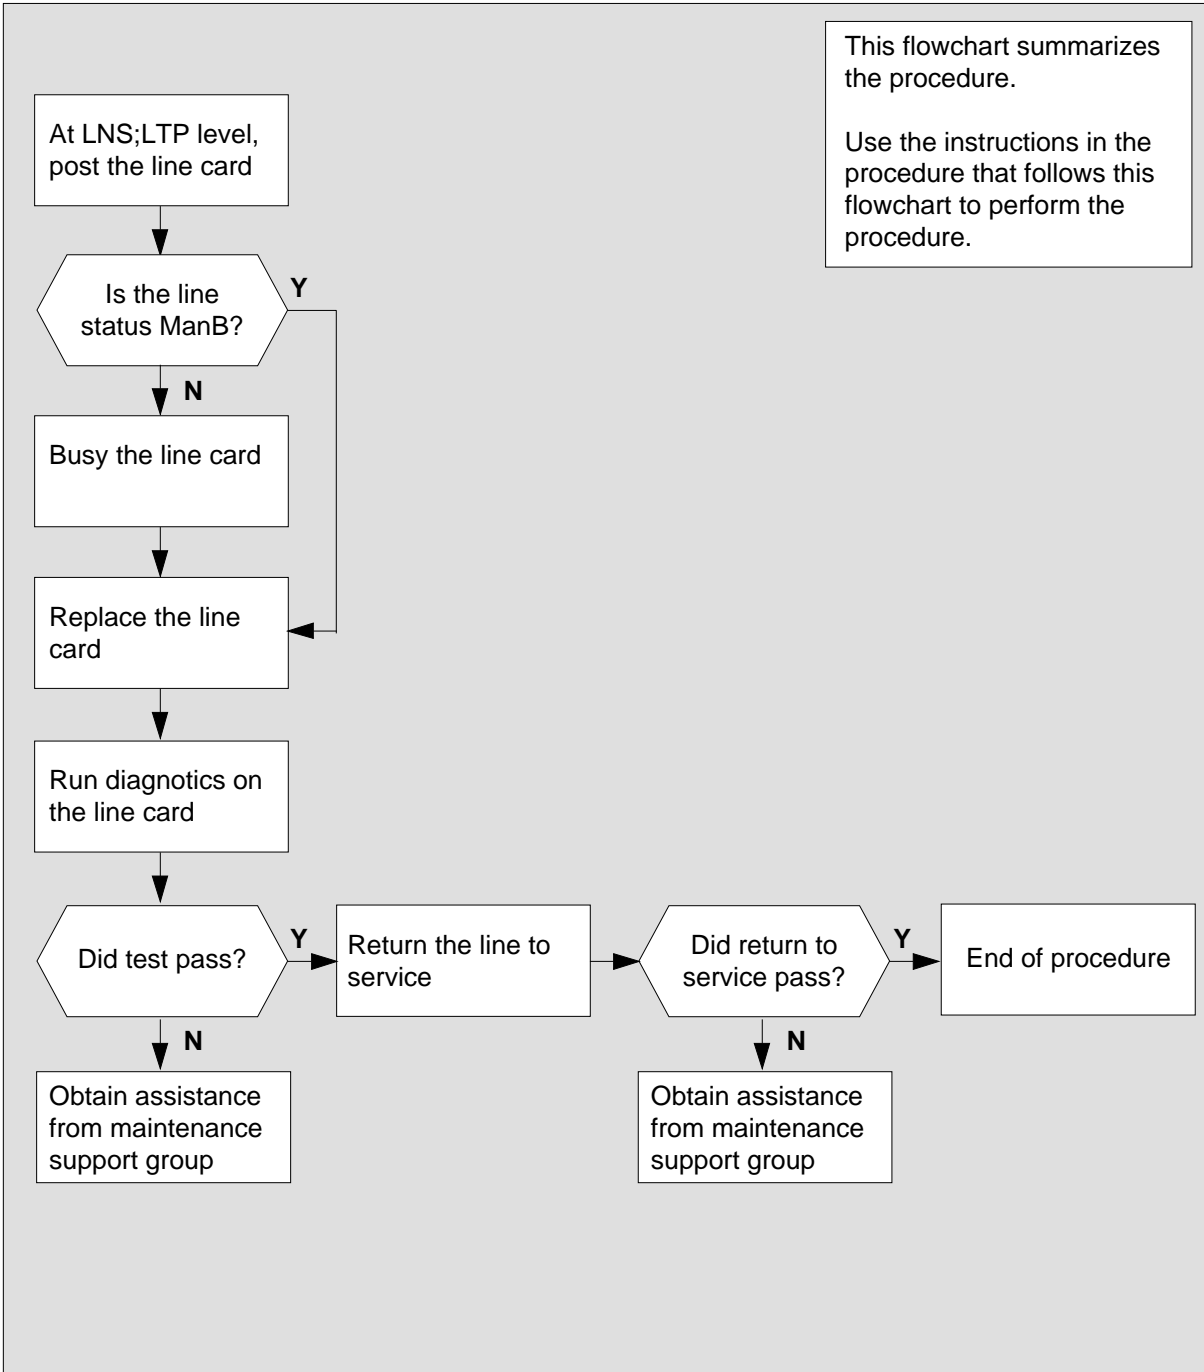 This flowchart summarizes
the procedure.
Use the instructions in the
procedure that follows this
flowchart to perform the
procedure.
At LNS;LTP level,
post the line card
Is the line
status ManB?
Y
N
Busy the line card
Replace the line
card
Run diagnotics on
the line card
Did test pass?
Y
N
Return the line to
service
Did return to
service pass?
Y
N
End of procedure
Obtain assistance
from maintenance
support group
Obtain assistance
from maintenance
support group